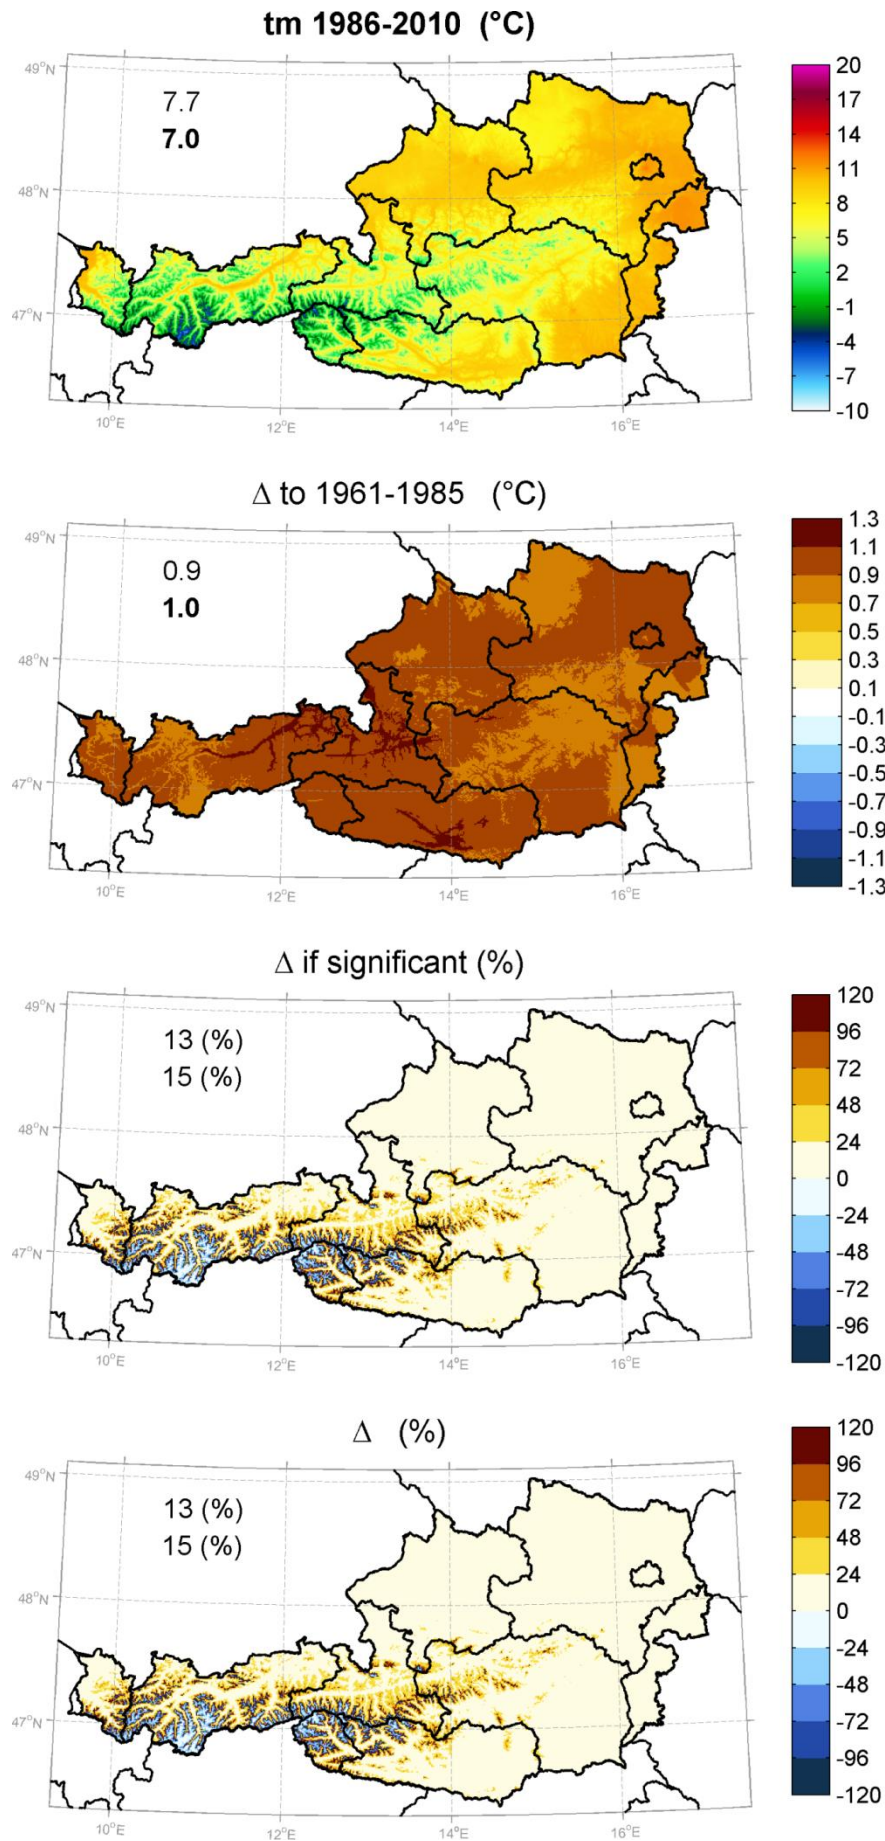 tm 1986-2010 (°C)
49°N
48°N
47°N
7.7
7.0
10°E
12°E
14°E
16°E
20
17
14
11
8
5
2
-1
-4
-7
-10
Δ to 1961-1985 (°C)
49°N
48°N
47°N
0.9
1.0
10°E
12°E
14°E
16°E
1.3
1.1
0.9
0.7
0.5
0.3
0.1
-0.1
-0.3
-0.5
-0.7
-0.9
-1.1
-1.3
Δ if significant (%)
49°N
48°N
47°N
13 (%)
15 (%)
10°E
12°E
14°E
16°E
120
96
72
48
24
0
-24
-48
-72
-96
-120
Δ (%)
49°N
48°N
47°N
13 (%)
15 (%)
10°E
12°E
14°E
16°E
120
96
72
48
24
0
-24
-48
-72
-96
-120